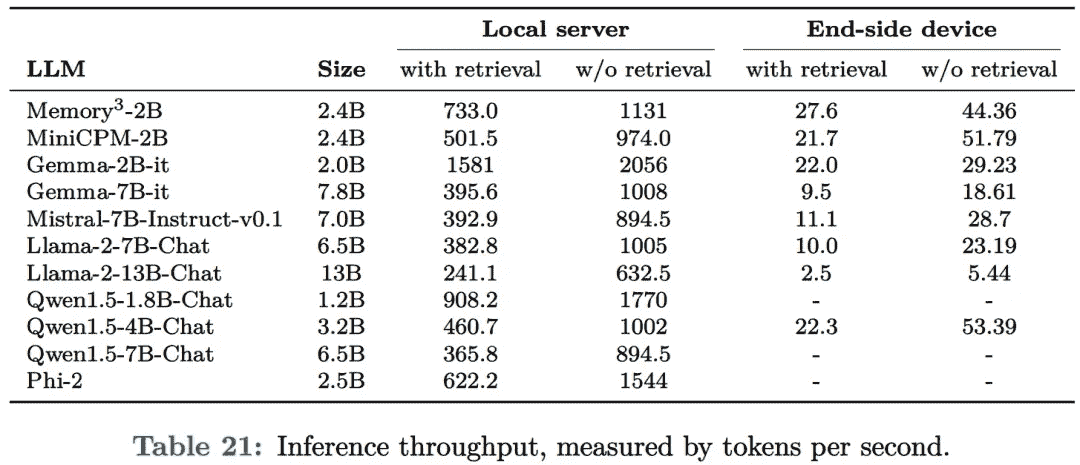 Local server End-side device
LLM Size with retrieval w/o retrieval with retrieval w/o retrieval
Memory³-2B 2.4B 733.0 1131 27.6 44.36
MiniCPM-2B 2.4B 501.5 974.0 21.7 51.79
Gemma-2B-it 2.0B 1581 2056 22.0 29.23
Gemma-7B-it 7.8B 395.6 1008 9.5 18.61
Mistral-7B-Instruct-v0.1 7.0B 392.9 894.5 11.1 28.7
Llama-2-7B-Chat 6.5B 382.8 1005 10.0 23.19
Llama-2-13B-Chat 13B 241.1 632.5 2.5 5.44
Qwen1.5-1.8B-Chat 1.2B 908.2 1770 - -
Qwen1.5-4B-Chat 3.2B 460.7 1002 22.3 53.39
Qwen1.5-7B-Chat 6.5B 365.8 894.5 - -
Phi-2 2.5B 622.2 1544 - -
Table 21: Inference throughput, measured by tokens per second.